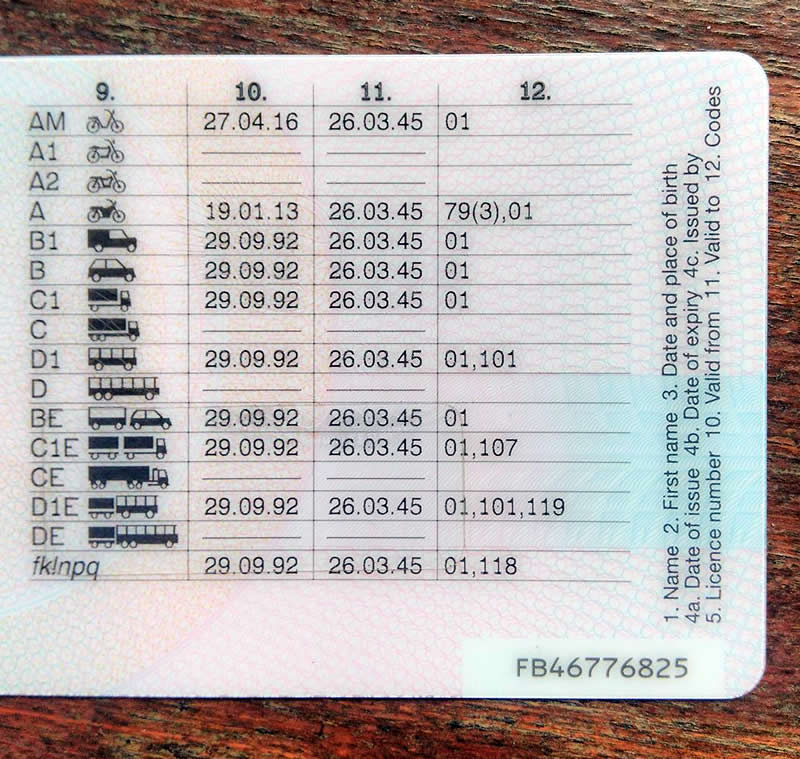 9. 10. 11. 12.
AM 27.04.16 26.03.45 01
A1
A2
A 19.01.13 26.03.45 79(3),01
B1 29.09.92 26.03.45 01
B 29.09.92 26.03.45 01
C1 29.09.92 26.03.45 01
C
D1 29.09.92 26.03.45 01,101
D
BE 29.09.92 26.03.45 01
C1E 29.09.92 26.03.45 01,107
CE
D1E 29.09.92 26.03.45 01,101,119
DE
fklnpq 29.09.92 26.03.45 01,118
1. Name 2. First name 3. Date and place of birth
4a. Date of issue 4b. Date of expiry 4c. Issued by
5. Licence number 10. Valid from 11. Valid to 12. Codes
FB46776825